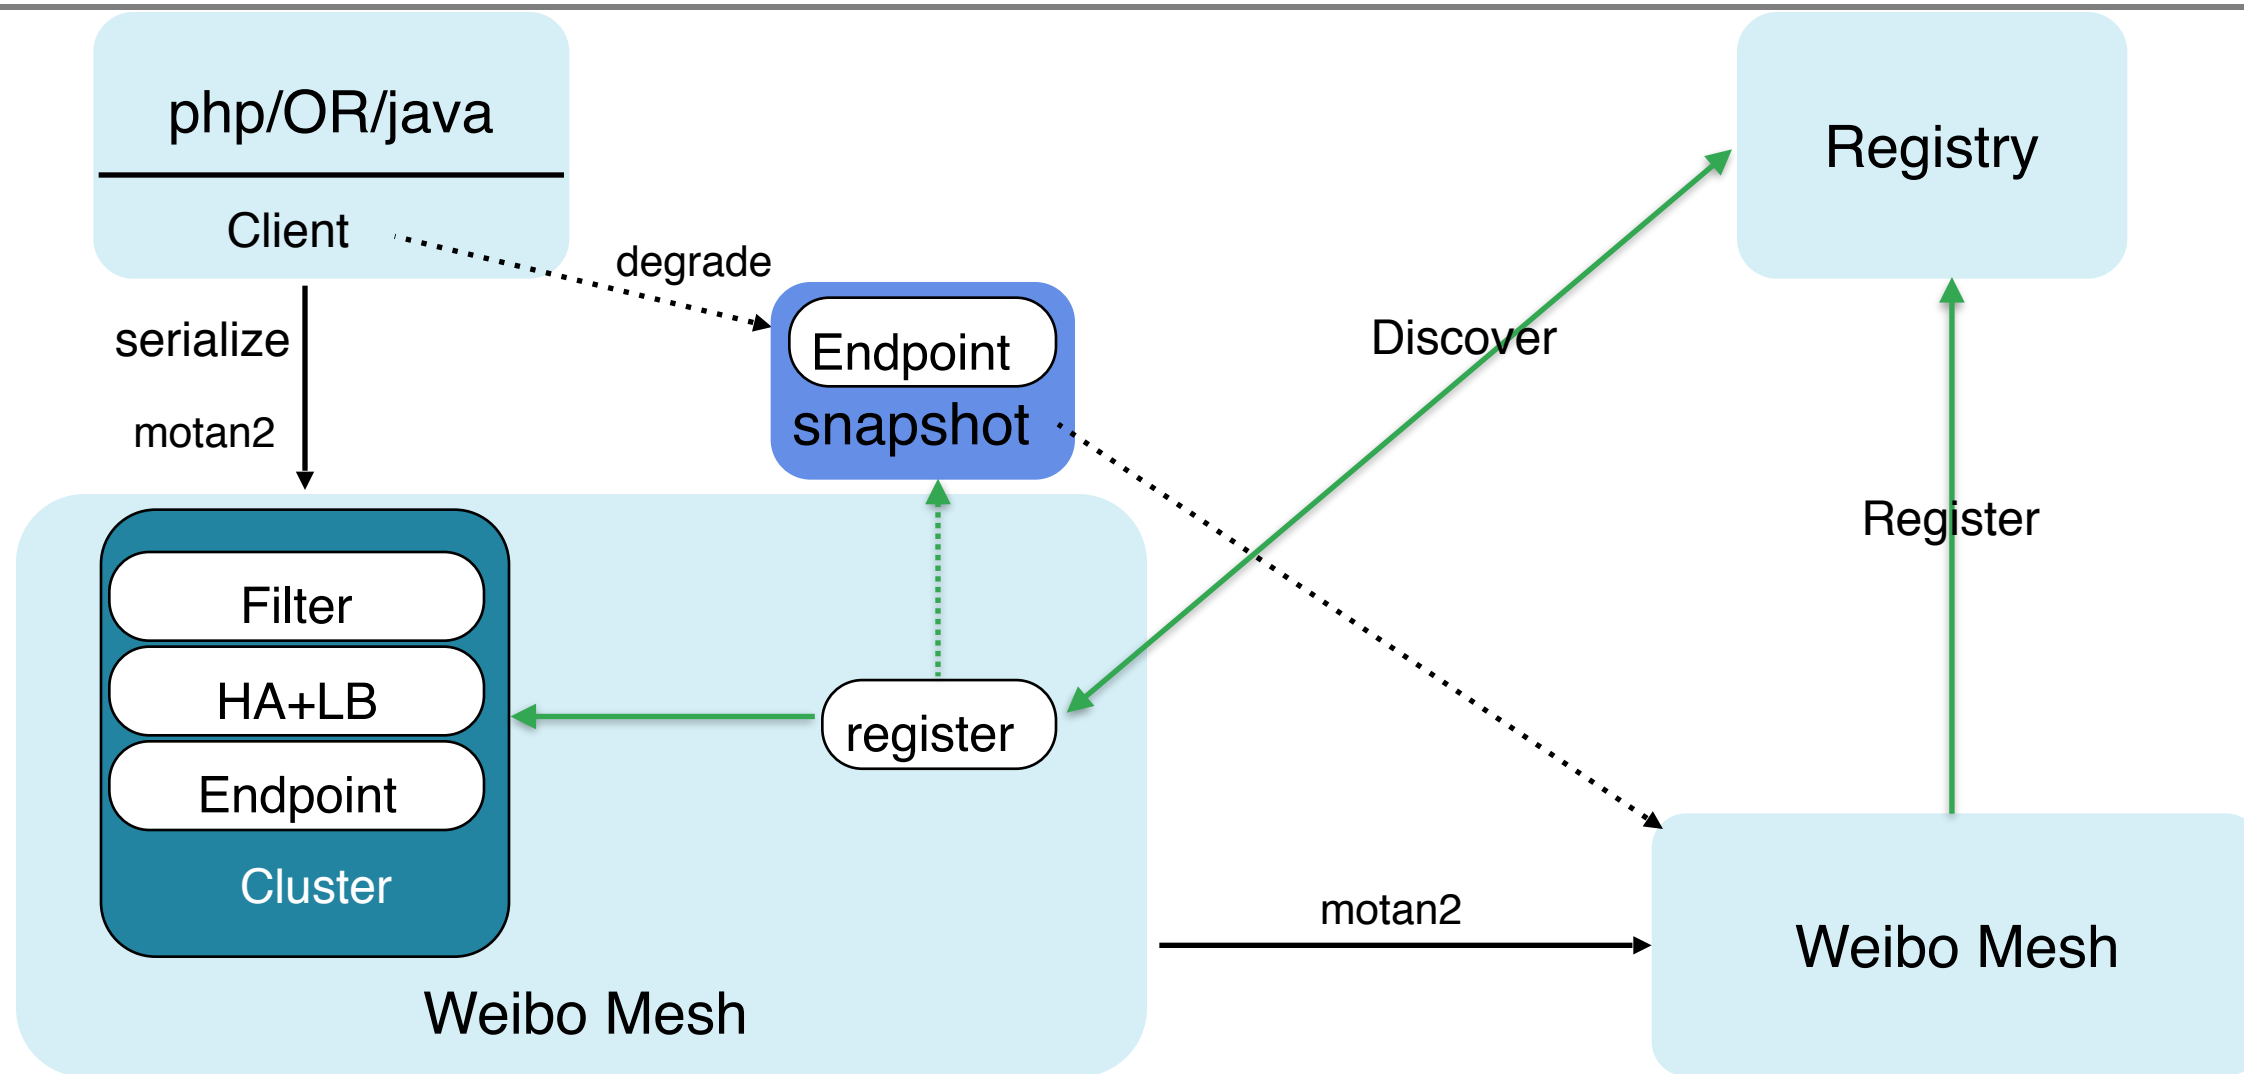 php/OR/java
Client
Registry
degrade
serialize
motan2
Endpoint
snapshot
Discover
Register
Filter
HA+LB
Endpoint
Cluster
register
motan2
Weibo Mesh
Weibo Mesh